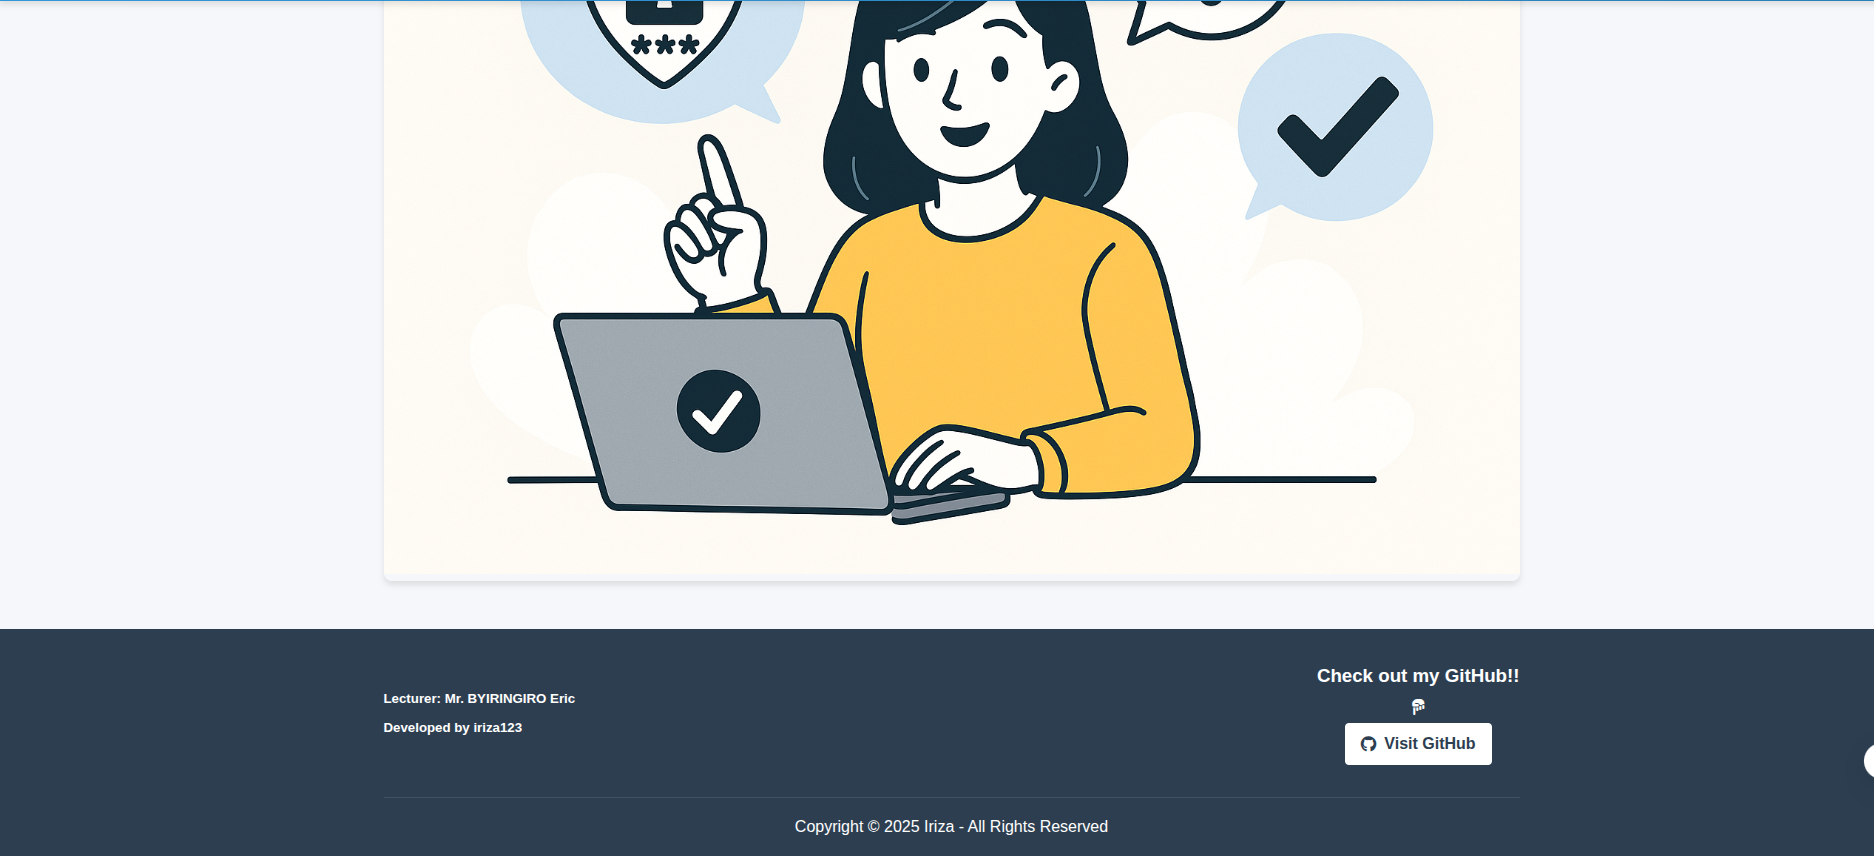 ***
Lecturer: Mr. BYIRINGIRO Eric
Developed by iriza123
Check out my GitHub!!
Visit GitHub
Copyright © 2025 Iriza - All Rights Reserved